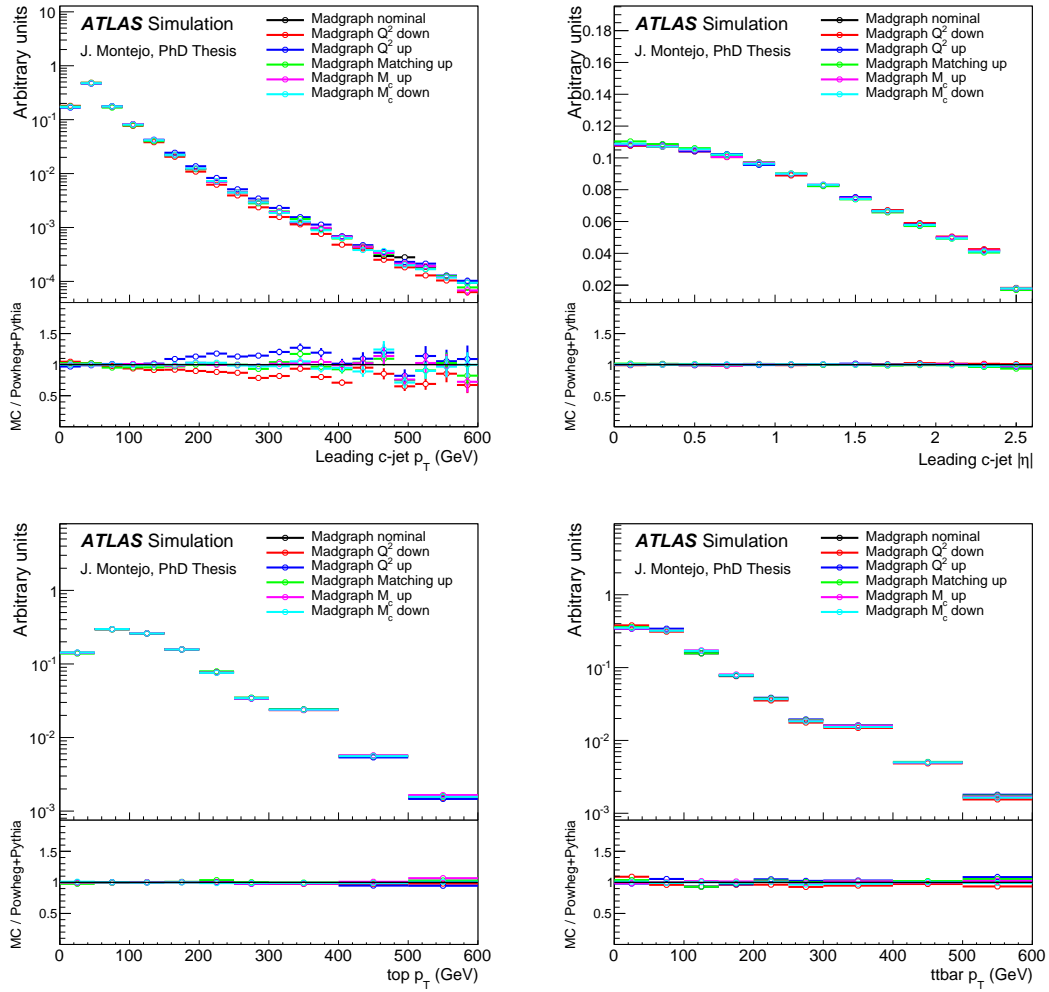 ATLAS Simulation
J. Montejo, PhD Thesis
Madgraph nominal
Madgraph Q² down
Madgraph Q² up
Madgraph Matching up
Madgraph M_c up
Madgraph M_c down
Arbitrary units
10
1
10⁻¹
10⁻²
10⁻³
10⁻⁴
MC / Powheg+Pythia
1.5
1
0.5
0 100 200 300 400 500 600
Leading c-jet p_T (GeV)
ATLAS Simulation
J. Montejo, PhD Thesis
Madgraph nominal
Madgraph Q² down
Madgraph Q² up
Madgraph Matching up
Madgraph M_c up
Madgraph M_c down
Arbitrary units
0.18
0.16
0.14
0.12
0.1
0.08
0.06
0.04
0.02
MC / Powheg+Pythia
1.5
1
0.5
0 0.5 1 1.5 2 2.5
Leading c-jet |η|
ATLAS Simulation
J. Montejo, PhD Thesis
Madgraph nominal
Madgraph Q² down
Madgraph Q² up
Madgraph Matching up
Madgraph M_c up
Madgraph M_c down
Arbitrary units
1
10⁻¹
10⁻²
10⁻³
MC / Powheg+Pythia
1.5
1
0.5
0 100 200 300 400 500 600
top p_T (GeV)
ATLAS Simulation
J. Montejo, PhD Thesis
Madgraph nominal
Madgraph Q² down
Madgraph Q² up
Madgraph Matching up
Madgraph M_c up
Madgraph M_c down
Arbitrary units
1
10⁻¹
10⁻²
10⁻³
MC / Powheg+Pythia
1.5
1
0.5
0 100 200 300 400 500 600
ttbar p_T (GeV)